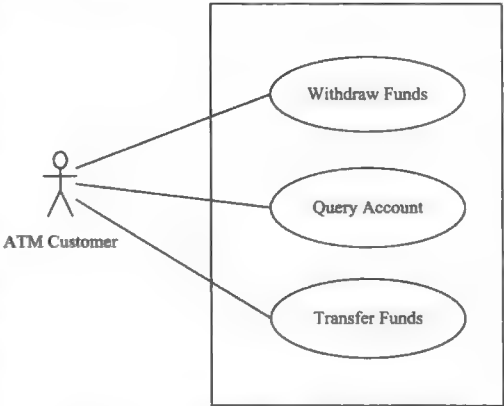 Withdraw Funds
Query Account
ATM Customer
Transfer Funds